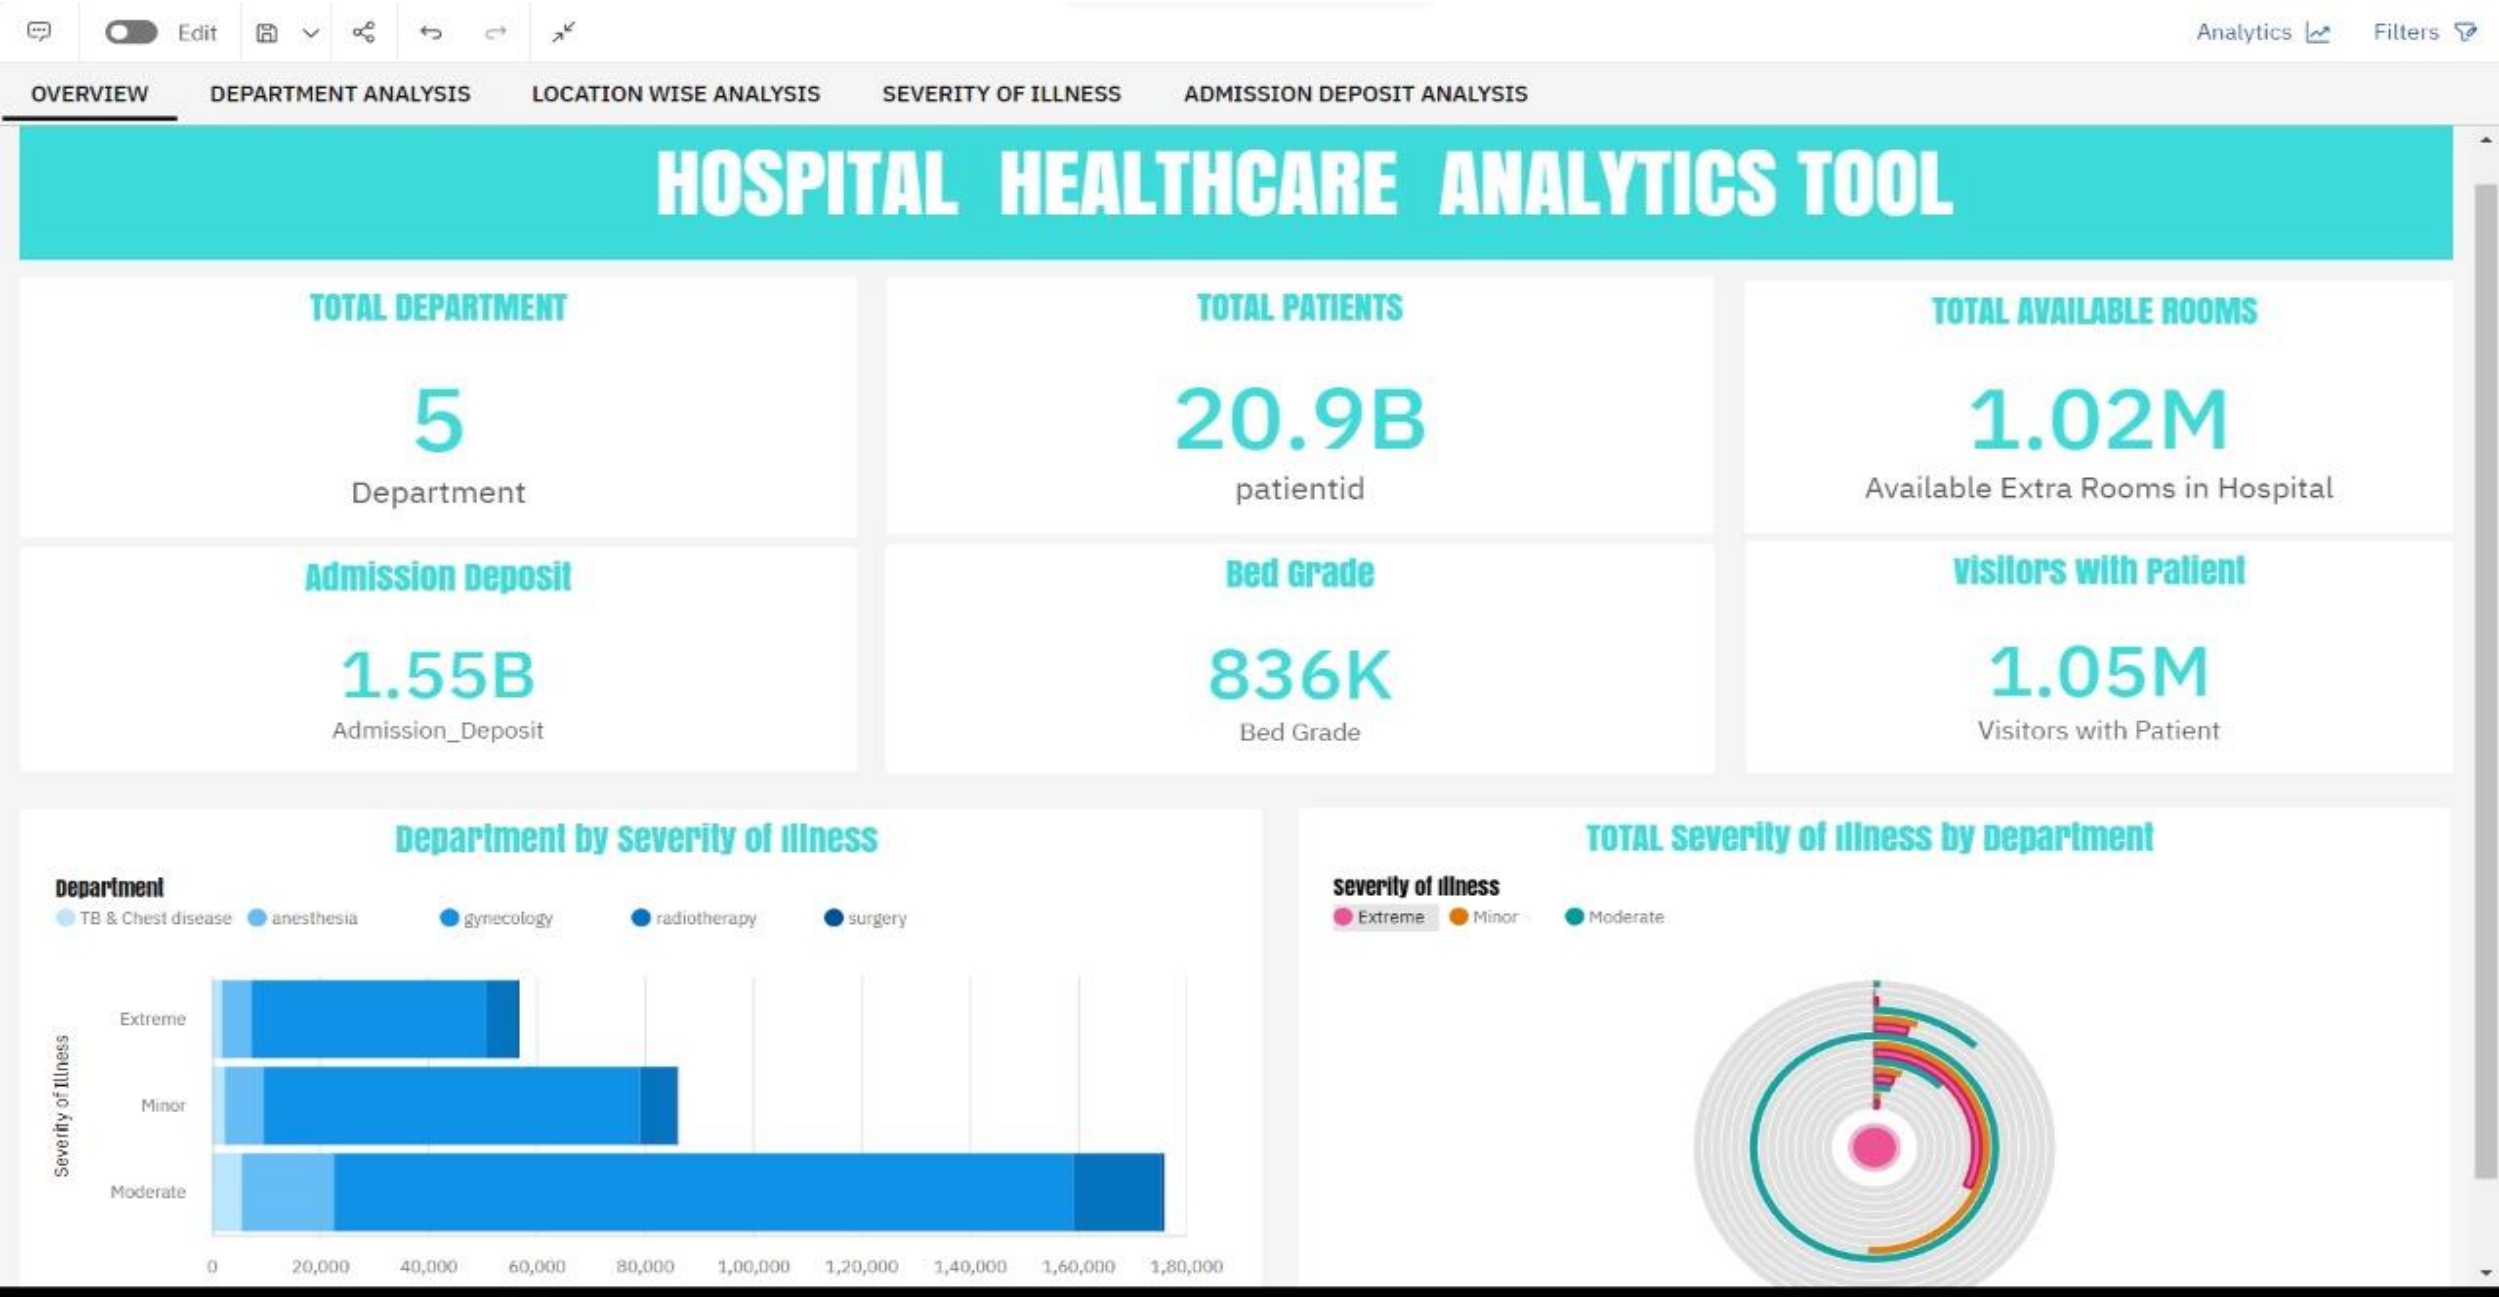 Edit
Analytics
Filters
OVERVIEW DEPARTMENT ANALYSIS LOCATION WISE ANALYSIS SEVERITY OF ILLNESS ADMISSION DEPOSIT ANALYSIS
HOSPITAL HEALTHCARE ANALYTICS TOOL
TOTAL DEPARTMENT
5
Department
TOTAL PATIENTS
20.9B
patientid
TOTAL AVAILABLE ROOMS
1.02M
Available Extra Rooms in Hospital
Admission Deposit
1.55B
Admission_Deposit
Bed Grade
836K
Bed Grade
Visitors with Patient
1.05M
Visitors with Patient
Department by Severity of Illness
Department
TB & Chest disease anesthesia gynecology radiotherapy surgery
Severity of Illness
Extreme
Minor
Moderate
0 20,000 40,000 60,000 80,000 1,00,000 1,20,000 1,40,000 1,60,000 1,80,000
TOTAL Severity of Illness by Department
Severity of Illness
Extreme Minor Moderate